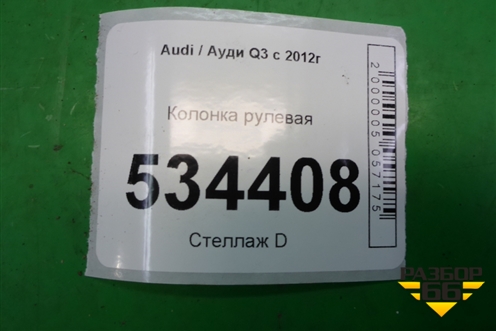 Audi / Ауди Q3 с 2012г
Колонка рулевая
534408
Стеллаж D
2000005057175
РАЗБОР
66